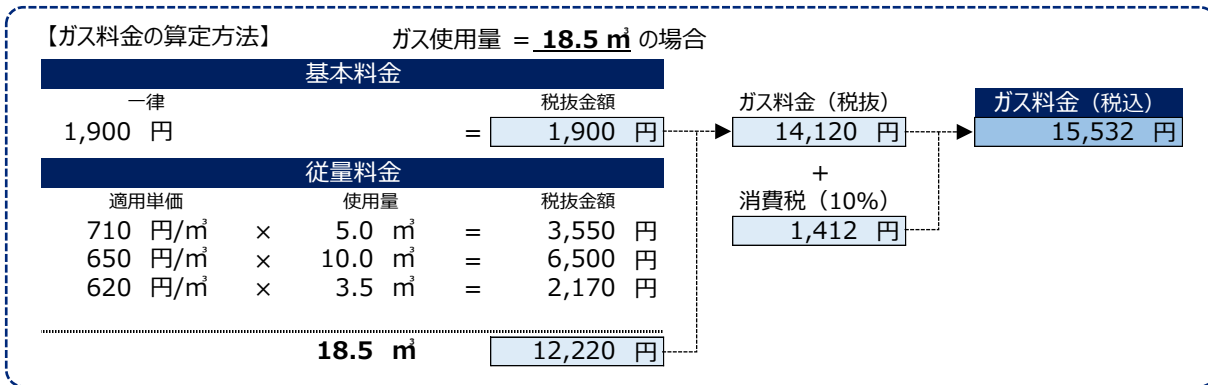 【ガス料金の算定方法】 ガス使用量 = 18.5 ㎥ の場合
基本料金
一律 税抜金額
1,900 円 = 1,900 円
従量料金
適用単価 使用量 税抜金額
710 円/㎥ × 5.0 ㎥ = 3,550 円
650 円/㎥ × 10.0 ㎥ = 6,500 円
620 円/㎥ × 3.5 ㎥ = 2,170 円
18.5 ㎥ 12,220 円
ガス料金（税抜）
14,120 円
+
消費税（10%）
1,412 円
ガス料金（税込）
15,532 円